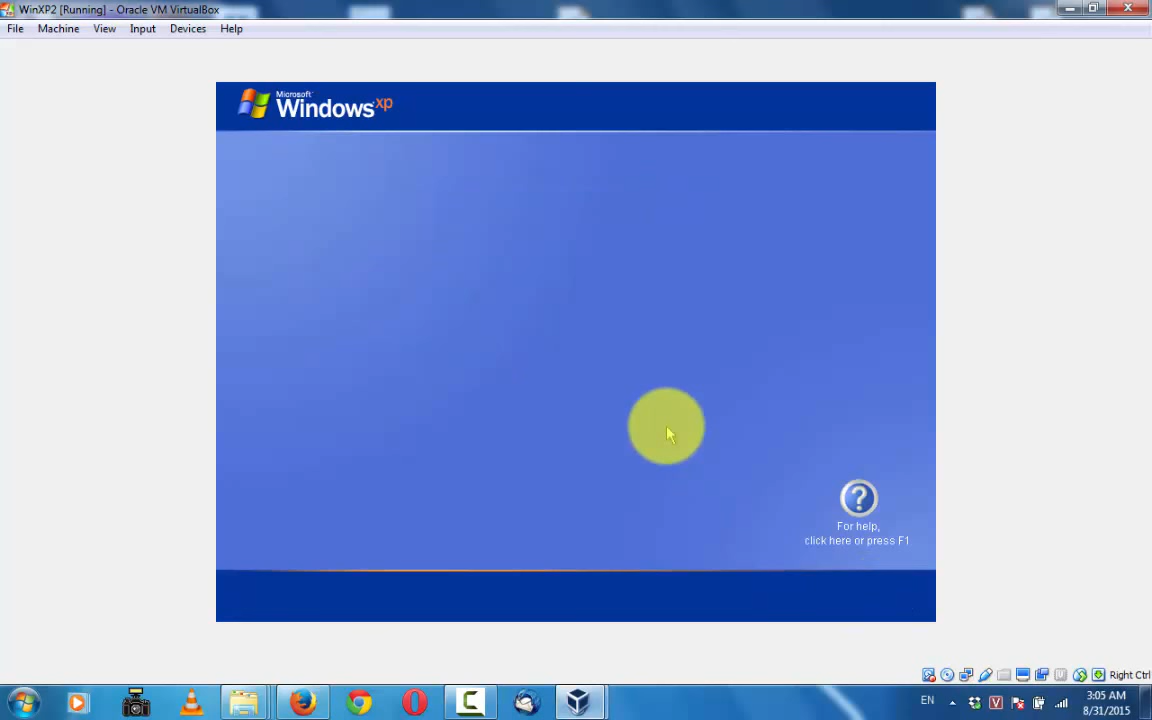 WinXP2 [Running] - Oracle VM VirtualBox
File Machine View Input Devices Help
Microsoft
Windows xp
For help,
click here or press F1
Right Ctrl
EN
3:05 AM
8/31/2015